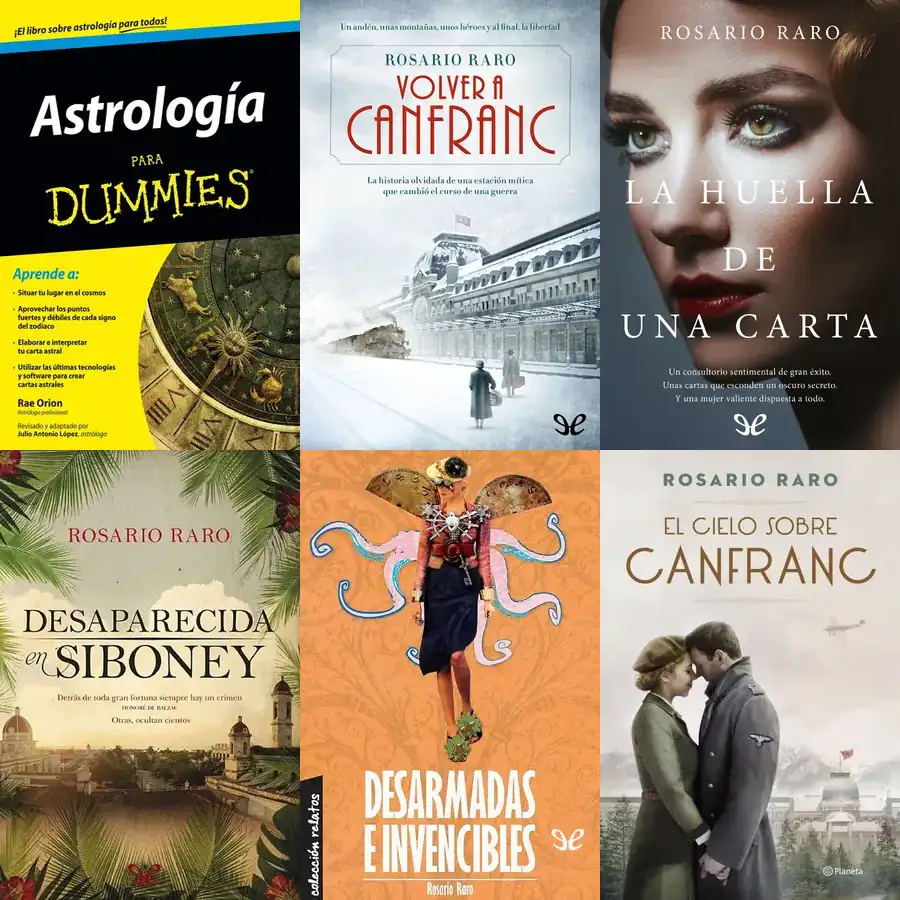 ¡El libro sobre astrología para todos!
Astrología
PARA
DUMMIES
Aprende a:
• Situar tu lugar en el cosmos
• Aprovechar los puntos
fuertes y débiles de cada signo
del zodiaco
• Elaborar e interpretar
tu carta astral
• Utilizar las últimas tecnologías
y software para crear
cartas astrales
Rae Orion
Astróloga profesional
Revisado y adaptado por
Julio Antonio López, astrólogo
Un andén, unas montañas, unos héroes y al final, la libertad
ROSARIO RARO
VOLVER A
CANFRANC
La historia olvidada de una estación mítica
que cambió el curso de una guerra
ROSARIO RARO
LA HUELLA
DE
UNA CARTA
Un consultorio sentimental de gran éxito.
Unas cartas que esconden un oscuro secreto.
Y una mujer valiente dispuesta a todo.
ROSARIO RARO
DESAPARECIDA
en SIBONEY
Detrás de toda gran fortuna siempre hay un crimen
HONORÉ DE BALZAC
Otras, ocultan cientos
colección relatos
DESARMADAS
E INVENCIBLES
Rosario Raro
ROSARIO RARO
EL CIELO SOBRE
CANFRANC
Planeta